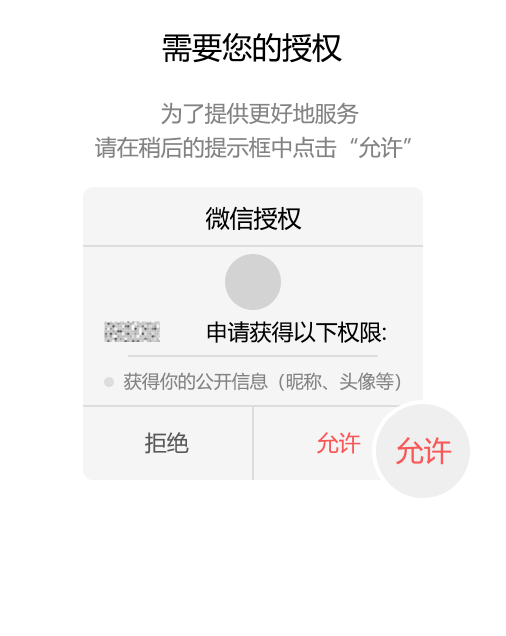 需要您的授权
为了提供更好地服务
请在稍后的提示框中点击“允许”
微信授权
申请获得以下权限:
获得你的公开信息（昵称、头像等）
拒绝
允许
允许